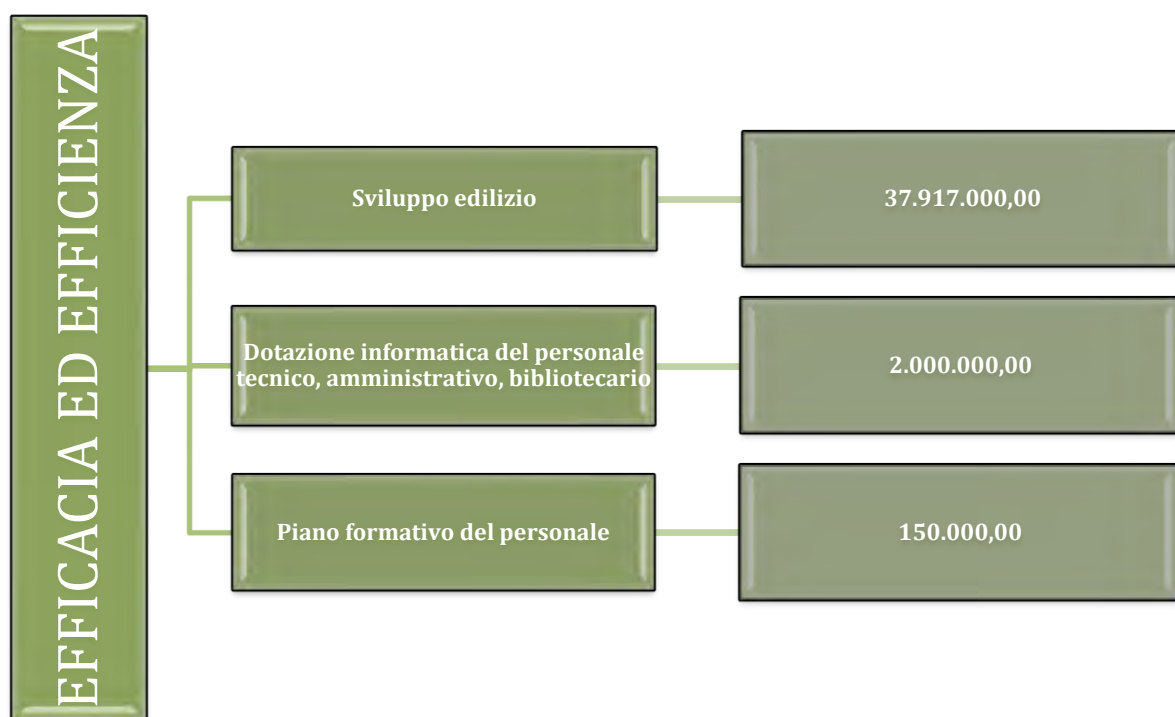 EFFICACIA ED EFFICIENZA
Sviluppo edilizio
37.917.000,00
Dotazione informatica del personale
tecnico, amministrativo, bibliotecario
2.000.000,00
Piano formativo del personale
150.000,00